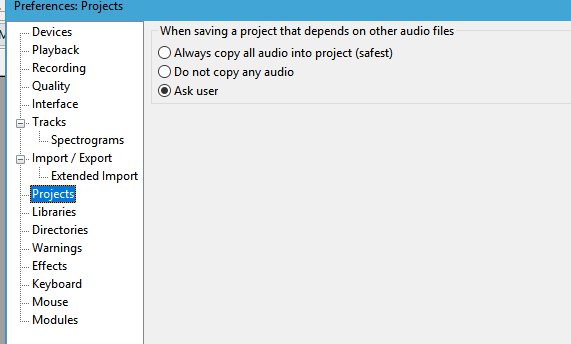 Preferences: Projects
Devices
Playback
Recording
Quality
Interface
Tracks
Spectrograms
Import / Export
Extended Import
Projects
Libraries
Directories
Warnings
Effects
Keyboard
Mouse
Modules
When saving a project that depends on other audio files
Always copy all audio into project (safest)
Do not copy any audio
Ask user